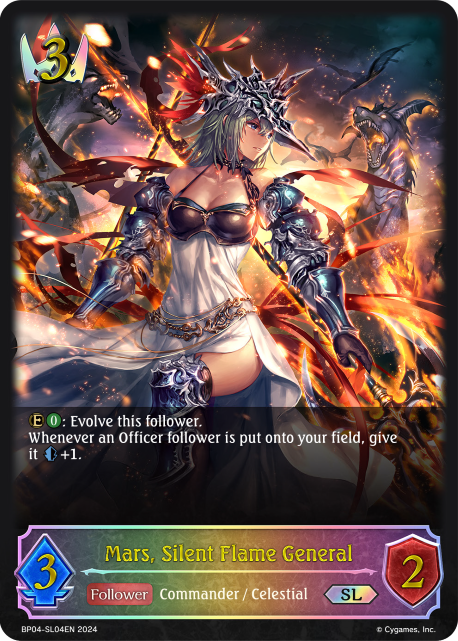 3
E 0: Evolve this follower.
Whenever an Officer follower is put onto your field, give
it +1.
Mars, Silent Flame General
3
2
Follower Commander / Celestial SL
BP04-SL04EN 2024 © Cygames, Inc.